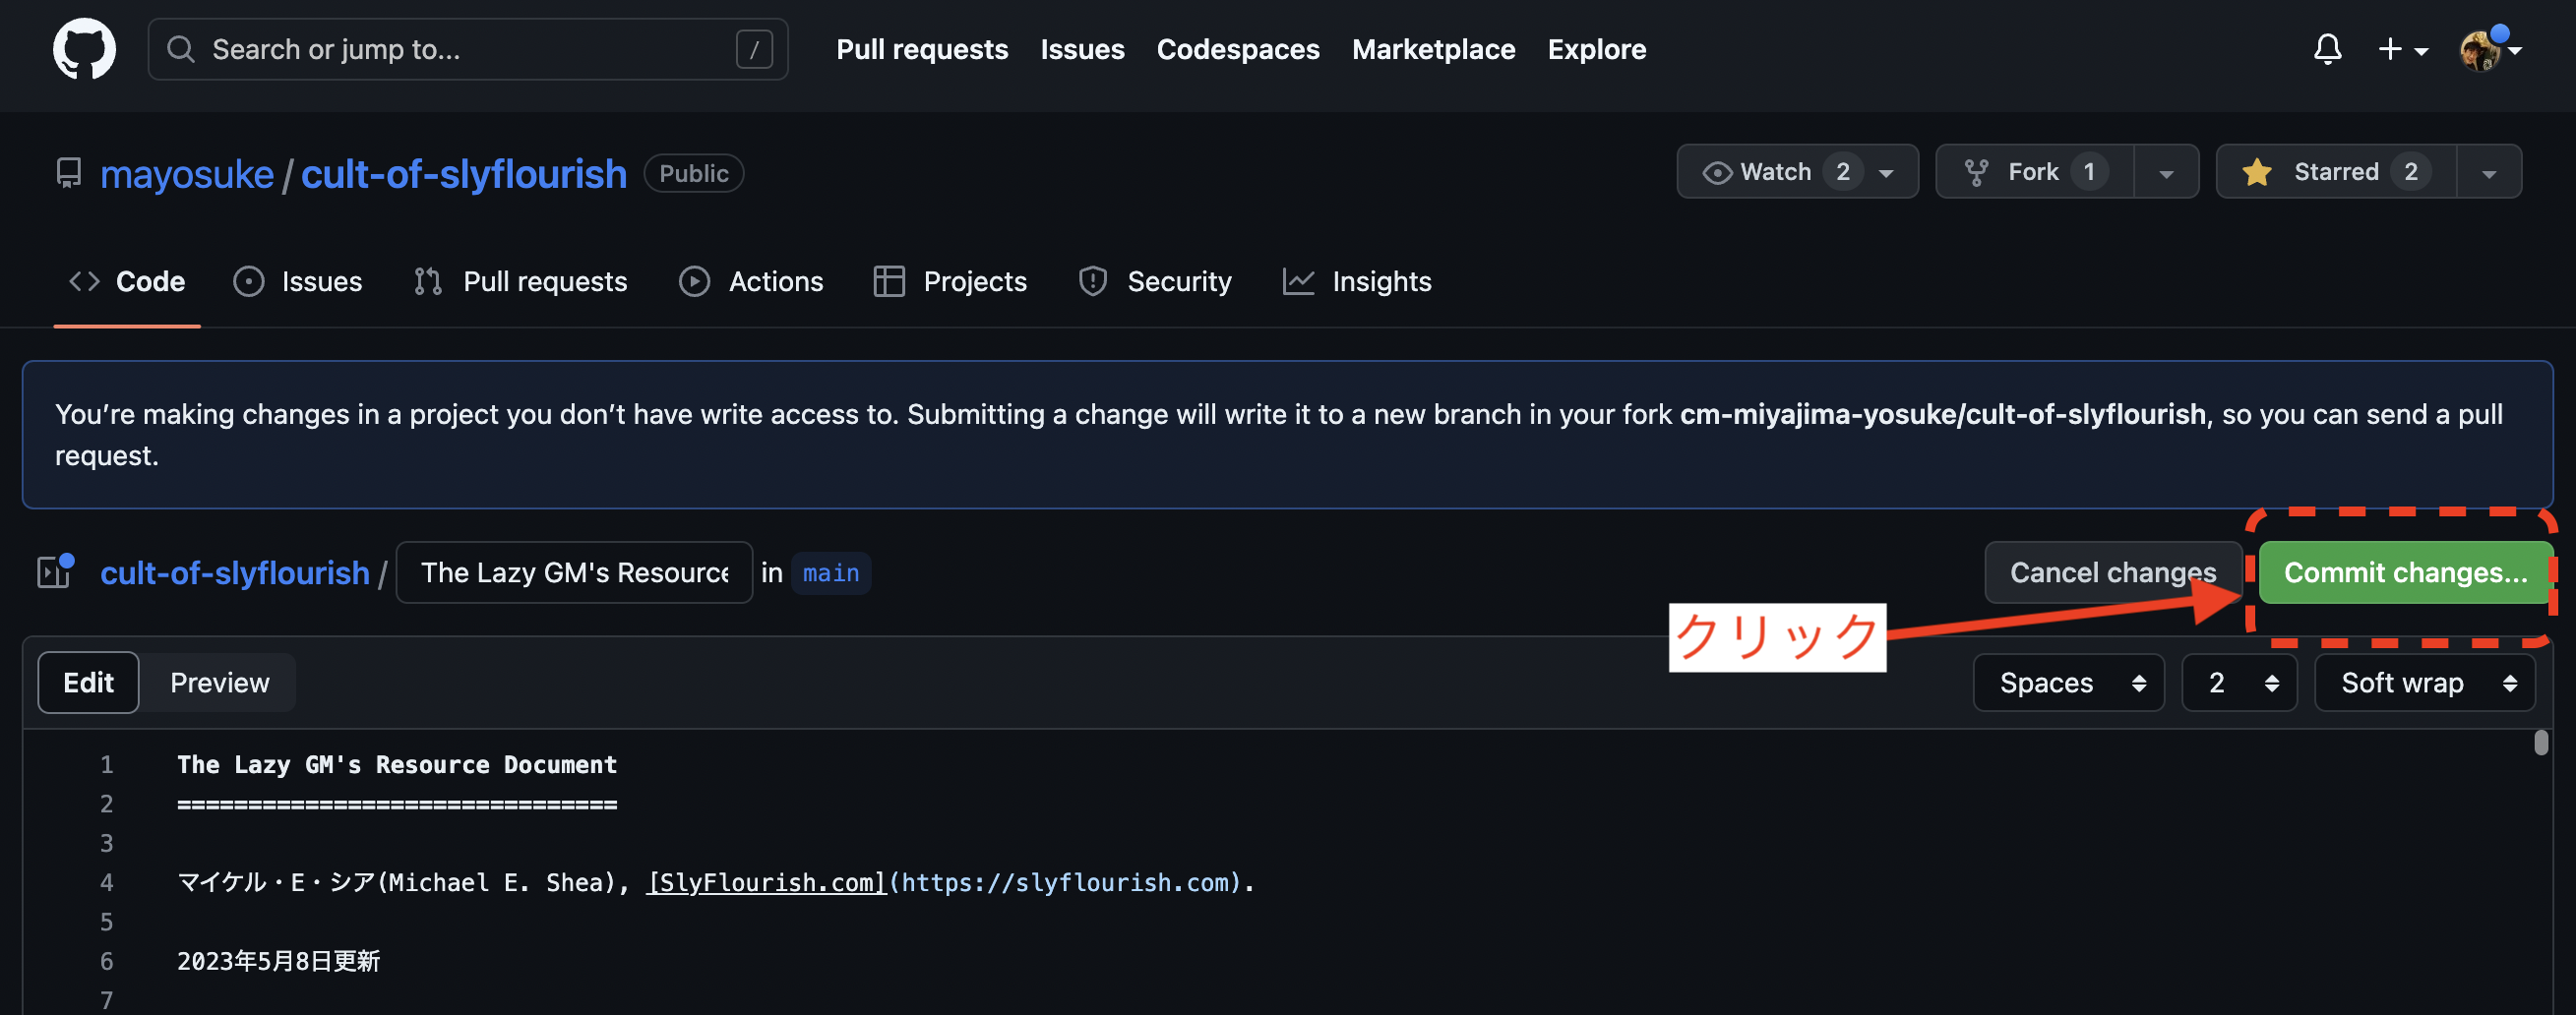 Search or jump to...
/
Pull requests
Issues
Codespaces
Marketplace
Explore
mayosuke / cult-of-slyflourish
Public
Watch 2
Fork 1
Starred 2
Code
Issues
Pull requests
Actions
Projects
Security
Insights
You’re making changes in a project you don’t have write access to. Submitting a change will write it to a new branch in your fork cm-miyajima-yosuke/cult-of-slyflourish, so you can send a pull
request.
cult-of-slyflourish / The Lazy GM's Resource in main
Cancel changes
Commit changes...
クリック
Edit
Preview
Spaces
2
Soft wrap
1 The Lazy GM's Resource Document
2 ===============================
3
4 マイケル・E・シア(Michael E. Shea), [SlyFlourish.com](https://slyflourish.com).
5
6 2023年5月8日更新
7